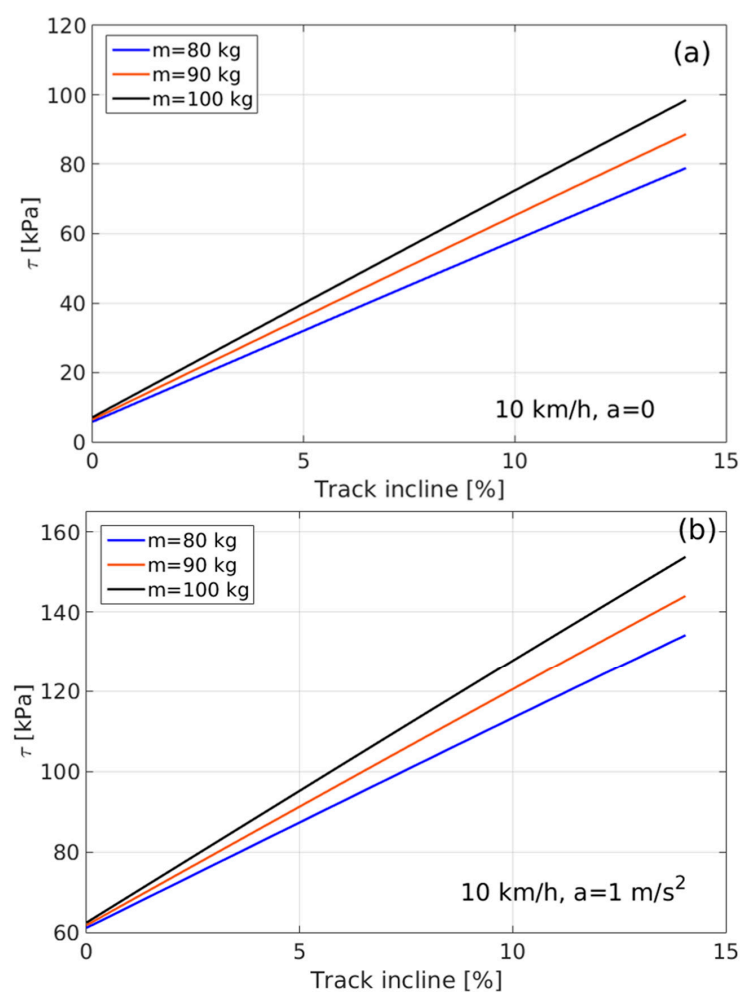 120
100
80
60
40
20
0
τ [kPa]
m=80 kg
m=90 kg
m=100 kg
(a)
10 km/h, a=0
0 5 10 15
Track incline [%]
160
140
120
100
80
60
τ [kPa]
m=80 kg
m=90 kg
m=100 kg
(b)
10 km/h, a=1 m/s²
0 5 10 15
Track incline [%]